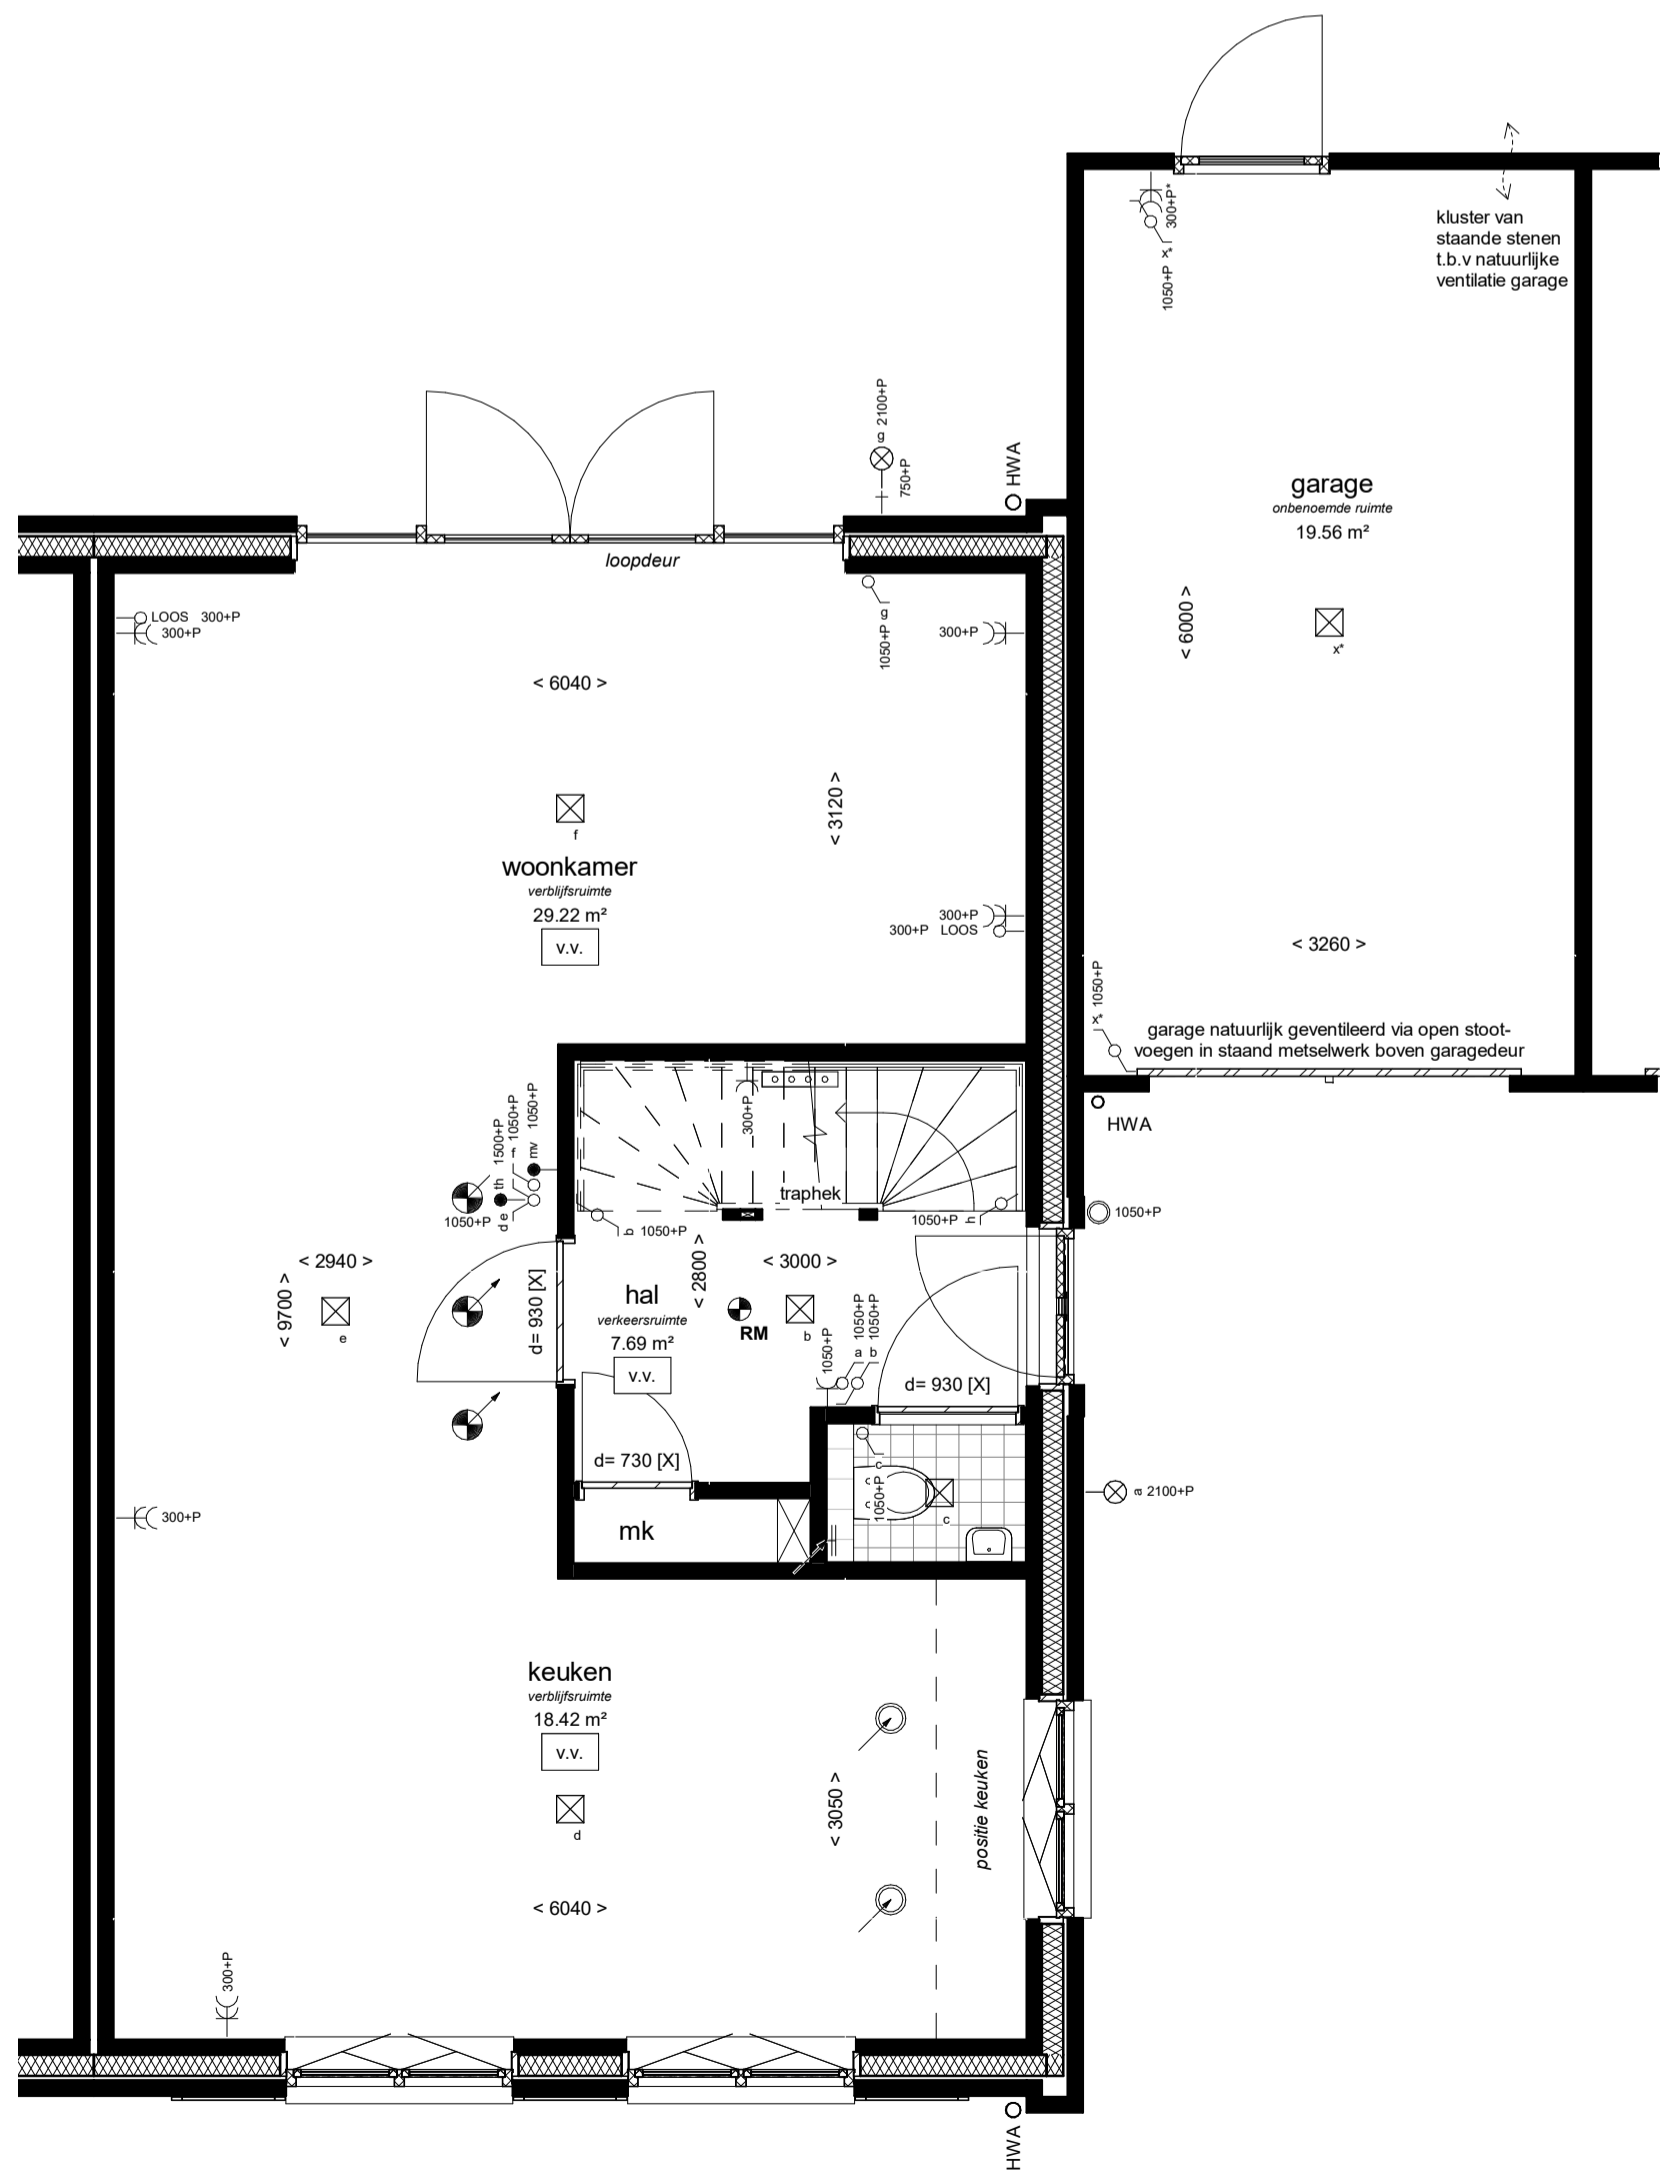 300+P*
1050+P x*
kluster van
staande stenen
t.b.v natuurlijke
ventilatie garage
g 2100+P
750+P
HWA
garage
onbenoemde ruimte
19.56 m²
loopdeur
LOOS 300+P
300+P
1050+P g
300+P
< 6000 >
x*
< 6040 >
f
< 3120 >
woonkamer
verblijfsruimte
29.22 m²
v.v.
300+P
300+P LOOS
< 3260 >
x* 1050+P
garage natuurlijk geventileerd via open stoot-
voegen in staand metselwerk boven garagedeur
HWA
th 1500+P
f 1050+P
mv 1050+P
d e
1050+P
300+P
traphek
b 1050+P
1050+P h
1050+P
< 2940 >
< 9700 >
e
d= 930 [X]
< 2800 >
< 3000 >
hal
verkeersruimte
7.69 m²
v.v.
RM
b
1050+P
a 1050+P
b 1050+P
d= 930 [X]
d= 730 [X]
c
1050+P
c
mk
a 2100+P
300+P
keuken
verblijfsruimte
18.42 m²
v.v.
d
< 3050 >
positie keuken
< 6040 >
300+P
HWA